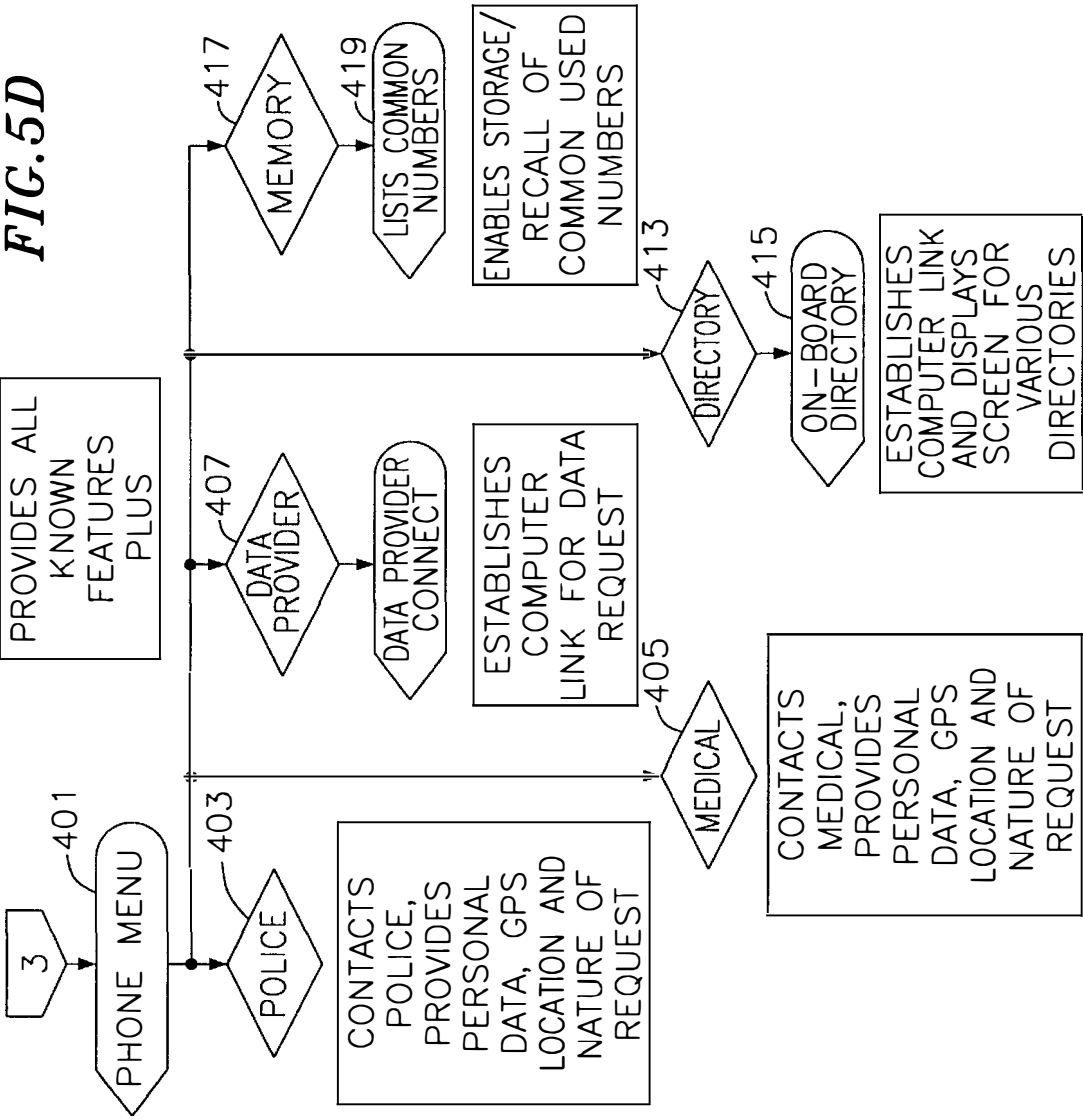 FIG.5D
3
401
PHONE MENU
PROVIDES ALL
KNOWN
FEATURES
PLUS
403
POLICE
CONTACTS
POLICE,
PROVIDES
PERSONAL
DATA, GPS
LOCATION AND
NATURE OF
REQUEST
405
MEDICAL
CONTACTS
MEDICAL,
PROVIDES
PERSONAL
DATA, GPS
LOCATION AND
NATURE OF
REQUEST
407
DATA
PROVIDER
DATA PROVIDER
CONNECT
ESTABLISHES
COMPUTER
LINK FOR DATA
REQUEST
413
DIRECTORY
415
ON-BOARD
DIRECTORY
ESTABLISHES
COMPUTER LINK
AND DISPLAYS
SCREEN FOR
VARIOUS
DIRECTORIES
417
MEMORY
419
LISTS COMMON
NUMBERS
ENABLES STORAGE/
RECALL OF
COMMON USED
NUMBERS